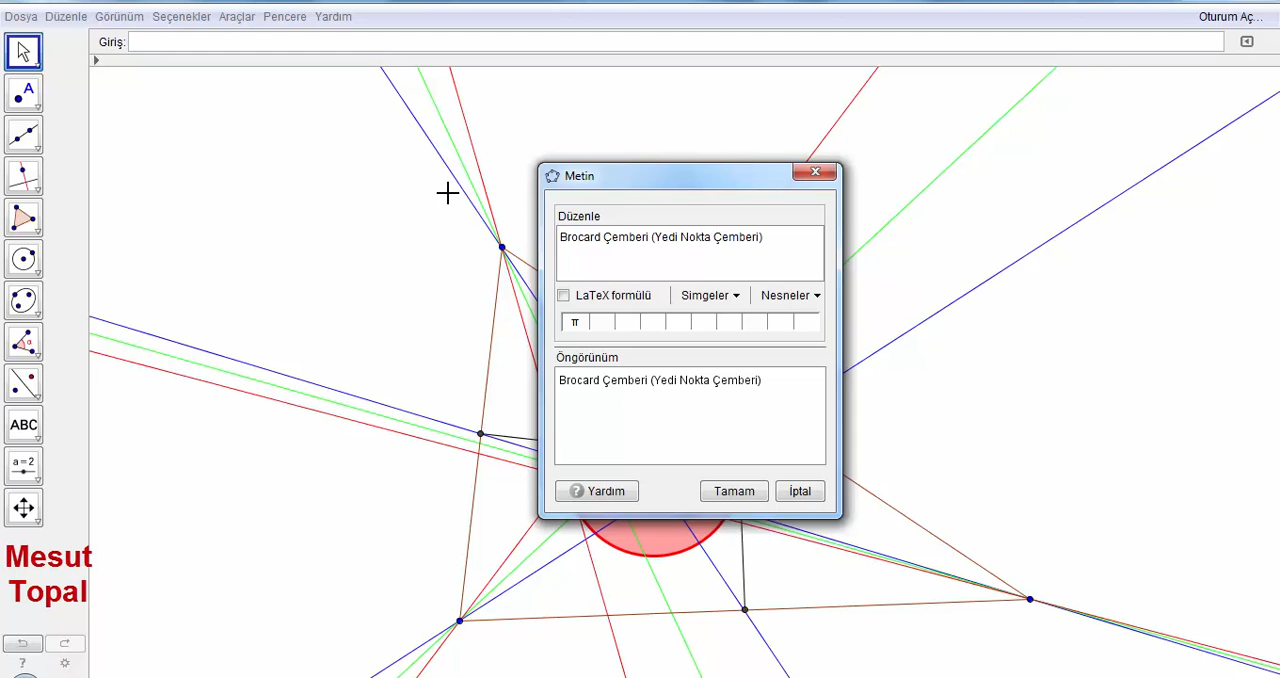 Dosya Düzenle Görünüm Seçenekler Araçlar Pencere Yardım Oturum Aç...
Giriş:
A
α
ABC
a=2
Mesut
Topal
?
Metin
Düzenle
Brocard Çemberi (Yedi Nokta Çemberi)
LaTeX formülü Simgeler Nesneler
π
Öngörünüm
Brocard Çemberi (Yedi Nokta Çemberi)
? Yardım Tamam İptal